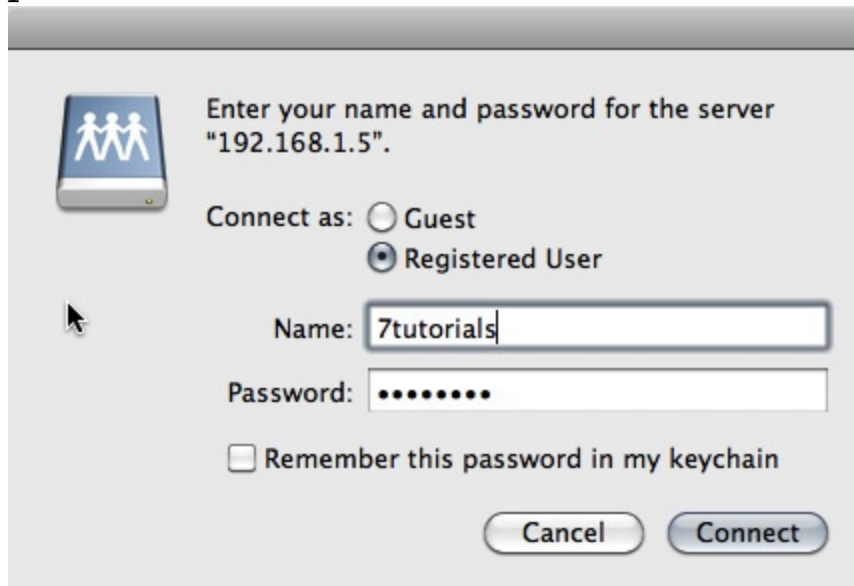 Enter your name and password for the server
“192.168.1.5”.
Connect as: Guest
Registered User
Name: 7tutorials
Password: ••••••••
Remember this password in my keychain
Cancel Connect